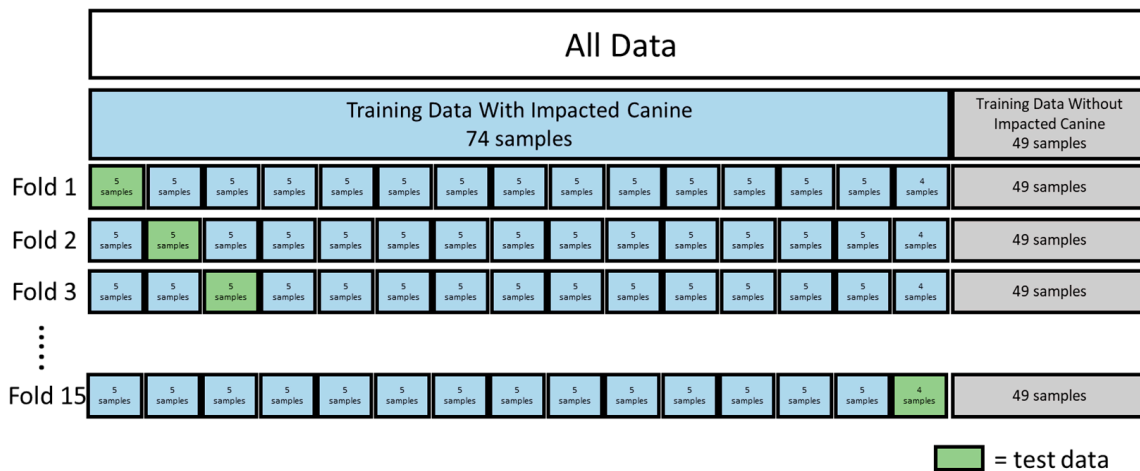 All Data
Training Data With Impacted Canine
74 samples
Training Data Without
Impacted Canine
49 samples
Fold 1
5 5 5 5 5 5 5 5 5 5 5 5 5 5 4
samples samples samples samples samples samples samples samples samples samples samples samples samples samples samples
49 samples
Fold 2
5 5 5 5 5 5 5 5 5 5 5 5 5 5 4
samples samples samples samples samples samples samples samples samples samples samples samples samples samples samples
49 samples
Fold 3
5 5 5 5 5 5 5 5 5 5 5 5 5 5 4
samples samples samples samples samples samples samples samples samples samples samples samples samples samples samples
49 samples
Fold 15
5 5 5 5 5 5 5 5 5 5 5 5 5 5 4
samples samples samples samples samples samples samples samples samples samples samples samples samples samples samples
49 samples
= test data